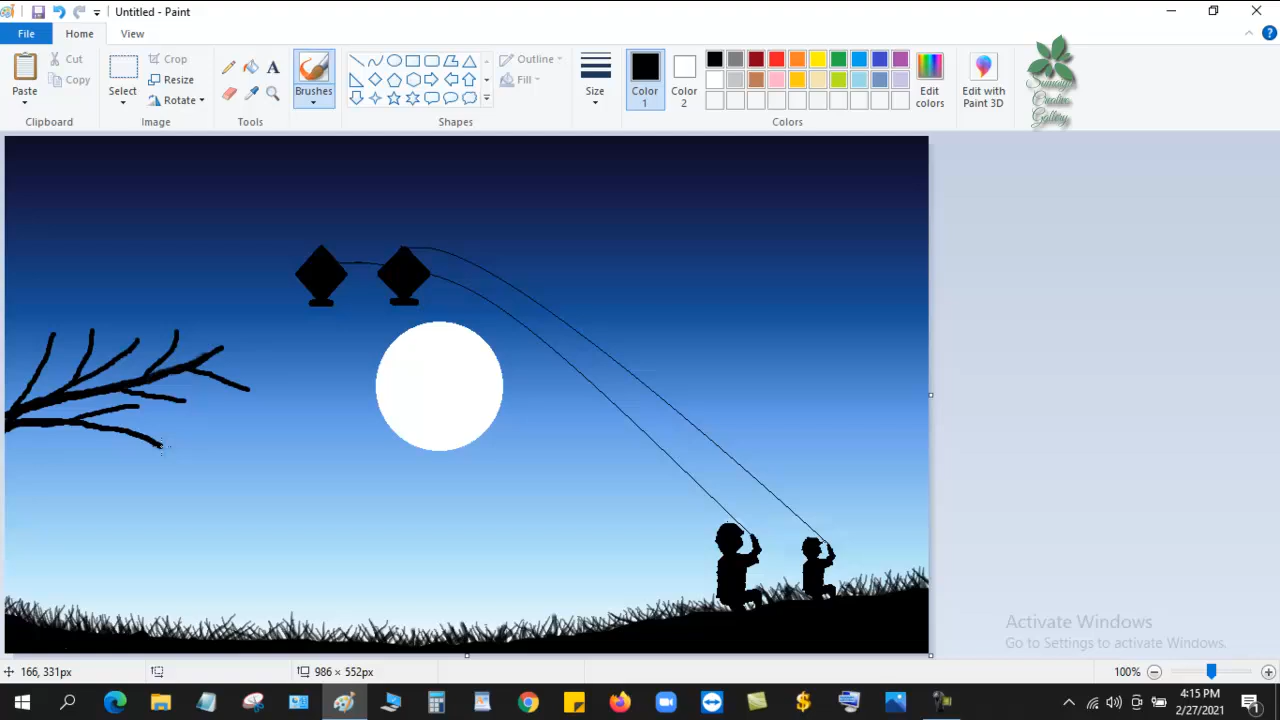 Untitled - Paint
File
Home
View
Paste
Cut
Copy
Clipboard
Select
Crop
Resize
Rotate
Image
Tools
Brushes
Shapes
Outline
Fill
Size
Color
1
Color
2
Edit
colors
Colors
Edit with
Paint 3D
Creative
Gallery
Activate Windows
Go to Settings to activate Windows.
166, 331px
986 × 552px
100%
4:15 PM
2/27/2021